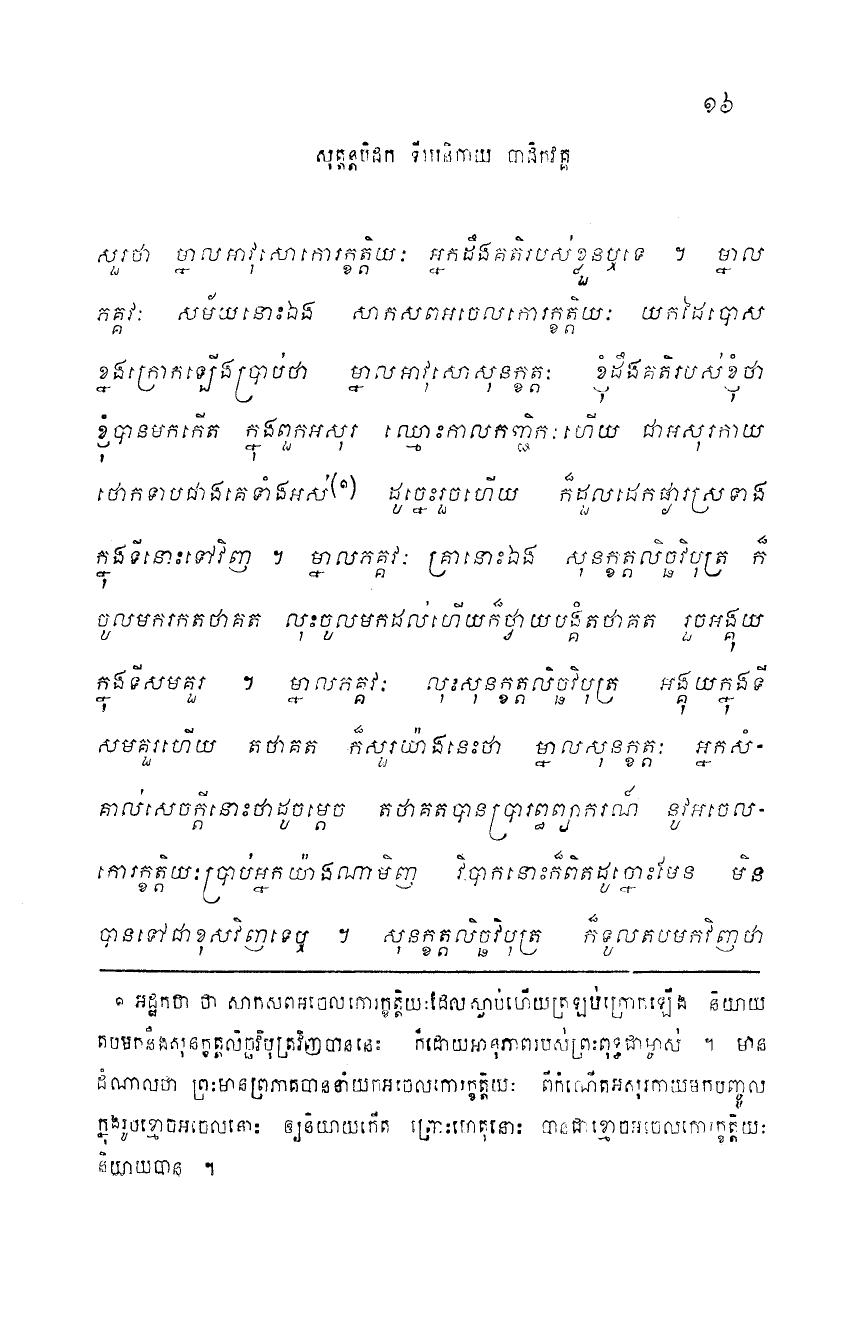 ១៦
សុត្តន្តបិដក ទីឃនិកាយ បាដិកវគ្គ
សួរថា ម្នាលអាវុសោកោរក្ខត្តិយៈ អ្នកដឹងគតិរបស់ខ្លួនឬទេ ។ ម្នាល
ភគ្គវៈ សម័យនោះឯង សាកសពអចេលកោរក្ខត្តិយៈ យកដៃបោស
ខ្នងក្រោកឡើងប្រាប់ថា ម្នាលអាវុសោសុនក្ខត្តៈ ខ្ញុំដឹងគតិរបស់ខ្ញុំថា
ខ្ញុំបានមកកើត ក្នុងពួកអសុរ ឈ្មោះកាលកញ្ជិកៈហើយ ជាអសុរកាយ
ថោកទាបជាងគេទាំងអស់(១) ដូច្នេះរួចហើយ ក៏ដួលដេកផ្ងារស្រទាង
ក្នុងទីនោះទៅវិញ ។ ម្នាលភគ្គវៈ គ្រានោះឯង សុនក្ខត្តលិច្ឆវិបុត្រ ក៏
ចូលមករកតថាគត លុះចូលមកដល់ហើយក៏ថ្វាយបង្គំតថាគត រួចអង្គុយ
ក្នុងទីសមគួរ ។ ម្នាលភគ្គវៈ លុះសុនក្ខត្តលិច្ឆវិបុត្រ អង្គុយក្នុងទី
សមគួរហើយ តថាគត ក៏សួរយ៉ាងនេះថា ម្នាលសុនក្ខត្តៈ អ្នកសំ-
គាល់សេចក្តីនោះថាដូចម្តេច តថាគតបានប្រារព្ធព្យាករណ៍ នូវអចេល-
កោរក្ខត្តិយៈប្រាប់អ្នកយ៉ាងណាមិញ វិបាកនោះក៏ពិតដូច្នោះមែន មិន
បានទៅជាខុសវិញទេឬ ។ សុនក្ខត្តលិច្ឆវិបុត្រ ក៏ទូលតបមកវិញថា
១ អដ្ឋកថា ថា សាកសពអចេលកោរក្ខត្តិយៈដែលស្លាប់ហើយត្រឡប់ក្រោកឡើង និយាយ
តបមកនឹងសុនក្ខត្តលិច្ឆវិបុត្រវិញបាននេះ ក៏ដោយអានុភាពរបស់ព្រះពុទ្ធជាម្ចាស់ ។ មាន
ដំណាលថា ព្រះមានព្រះភាគបាននាំយកអចេលកោរក្ខត្តិយៈ ពីកំណើតអសុរកាយមកបញ្ចូល
ក្នុងរូបខ្មោចអចេលនោះ ឲ្យនិយាយកើត ព្រោះហេតុនោះ បានជាខ្មោចអចេលកោរក្ខត្តិយៈ
និយាយបាន ។